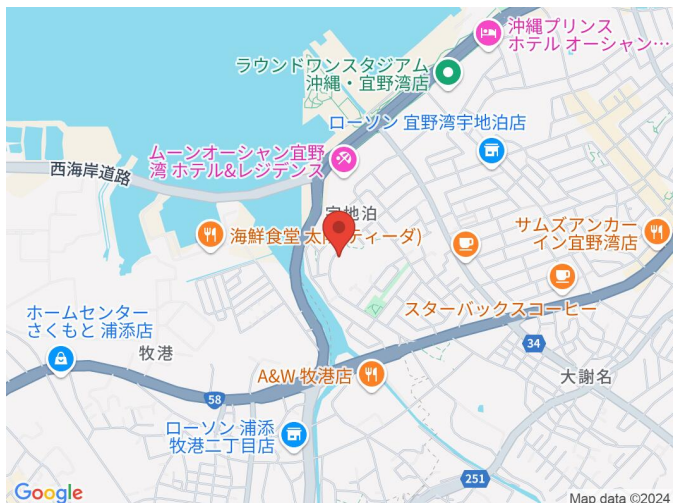 沖縄プリンス
ホテル オーシャン…
ラウンドワンスタジアム
沖縄・宜野湾店
ローソン 宜野湾宇地泊店
ムーンオーシャン宜野
湾 ホテル&レジデンス
西海岸道路
宇地泊
海鮮食堂 太陽(ティーダ)
サムズアンカー
イン宜野湾店
スターバックスコーヒー
ホームセンター
さくもと 浦添店
牧港
34
A&W 牧港店
大謝名
58
ローソン 浦添
牧港二丁目店
251
Google
Map data ©2024